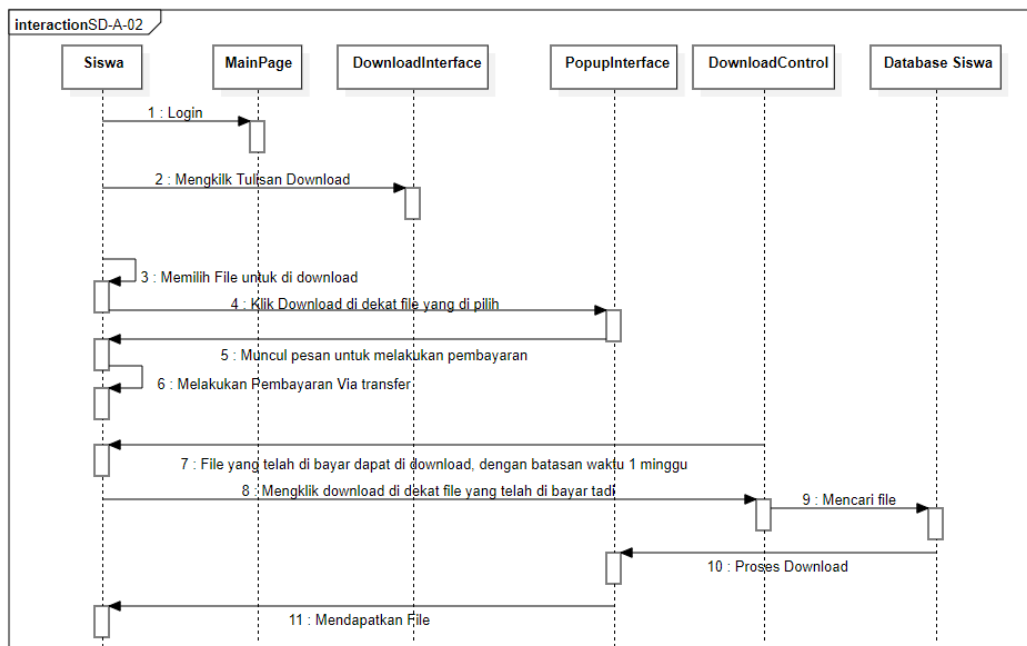 interactionSD-A-02
Siswa
MainPage
DownloadInterface
PopupInterface
DownloadControl
Database Siswa
1 : Login
2 : Mengkilk Tulisan Download
3 : Memilih File untuk di download
4 : Klik Download di dekat file yang di pilih
5 : Muncul pesan untuk melakukan pembayaran
6 : Melakukan Pembayaran Via transfer
7 : File yang telah di bayar dapat di download, dengan batasan waktu 1 minggu
8 : Mengklik download di dekat file yang telah di bayar tadi
9 : Mencari file
10 : Proses Download
11 : Mendapatkan File